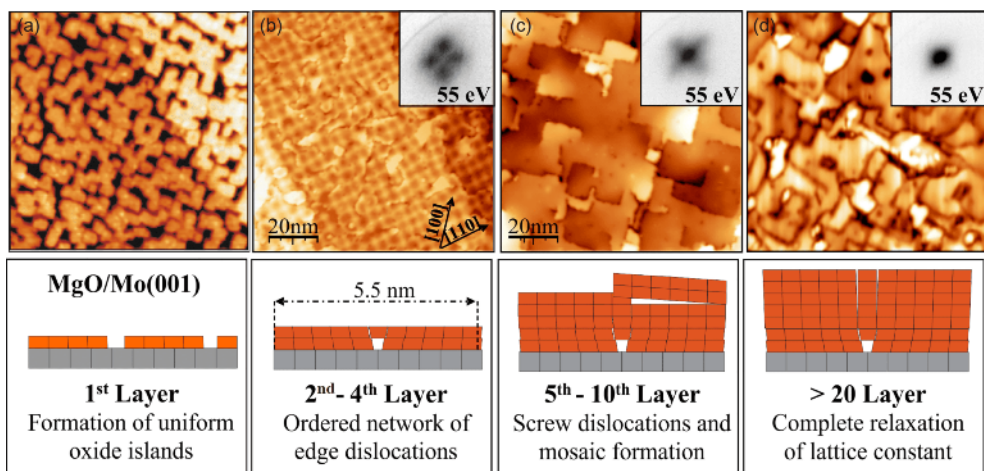 (a)
(b)
55 eV
20nm
[001]
[110]
(c)
55 eV
20nm
(d)
55 eV
MgO/Mo(001)
1st Layer
Formation of uniform
oxide islands
5.5 nm
2nd - 4th Layer
Ordered network of
edge dislocations
5th - 10th Layer
Screw dislocations and
mosaic formation
> 20 Layer
Complete relaxation
of lattice constant